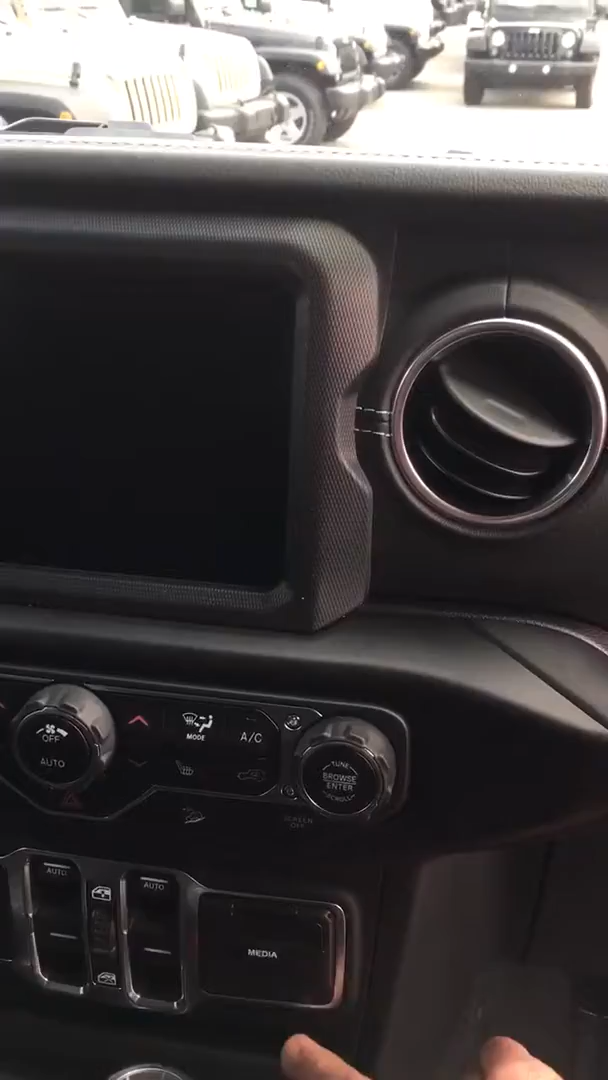 OFF
AUTO
MODE
A/C
TUNE
BROWSE
ENTER
SCROLL
SCREEN
OFF
AUTO
AUTO
MEDIA